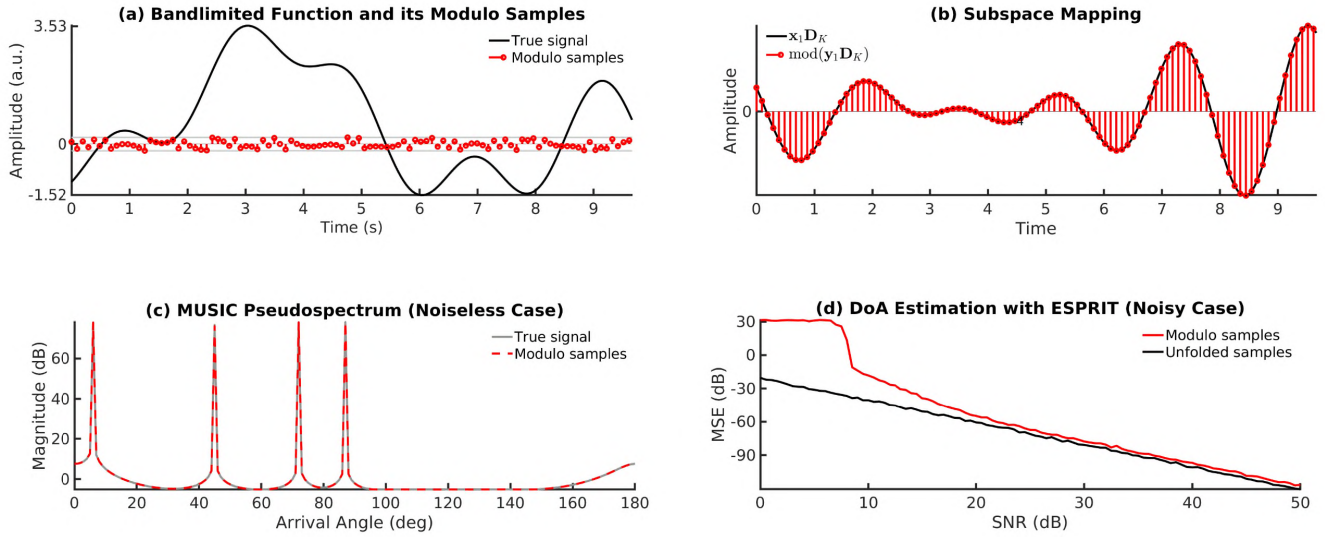 (a) Bandlimited Function and its Modulo Samples
3.53
0
-1.52
Amplitude (a.u.)
True signal
Modulo samples
0 1 2 3 4 5 6 7 8 9
Time (s)
(b) Subspace Mapping
x₁D_K
mod(y₁D_K)
0
Amplitude
0 1 2 3 4 5 6 7 8 9
4
Time
(c) MUSIC Pseudospectrum (Noiseless Case)
60
40
20
0
Magnitude (dB)
True signal
Modulo samples
0 20 40 60 80 100 120 140 160 180
Arrival Angle (deg)
(d) DoA Estimation with ESPRIT (Noisy Case)
30
0
-30
-60
-90
MSE (dB)
Modulo samples
Unfolded samples
0 10 20 30 40 50
SNR (dB)